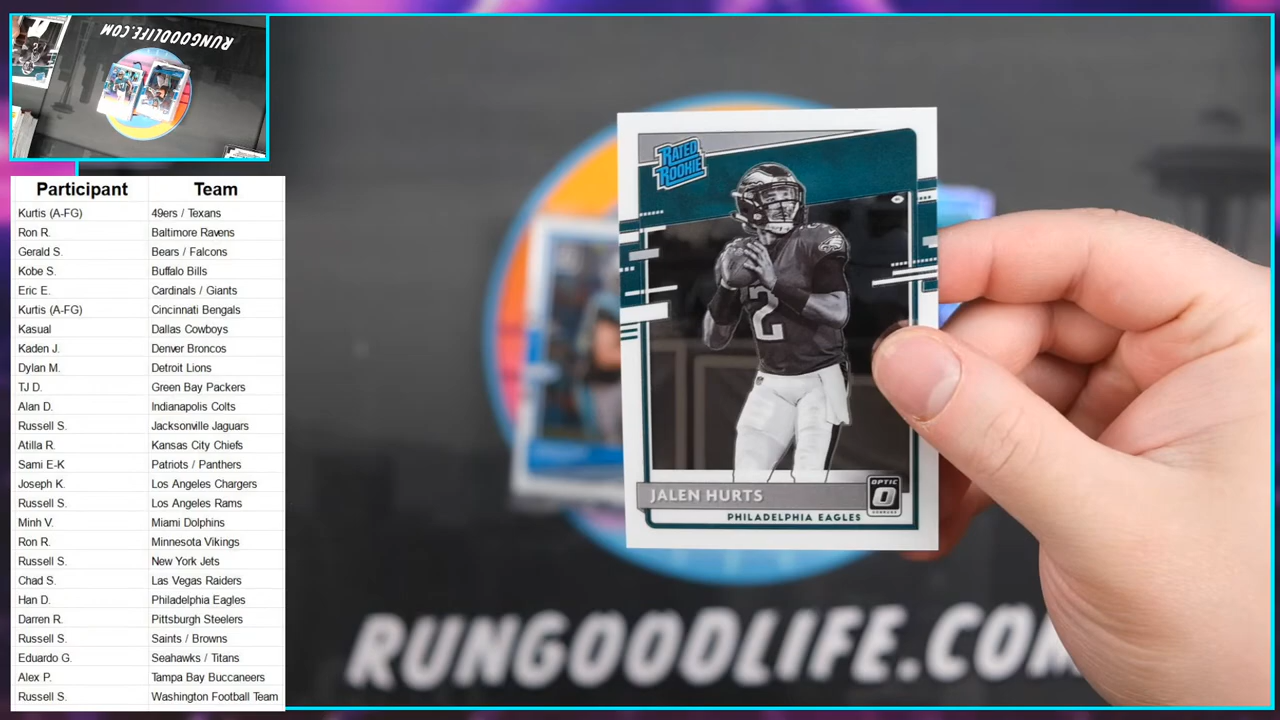 RUNGOODLIFE.COM
Participant Team
Kurtis (A-FG) 49ers / Texans
Ron R. Baltimore Ravens
Gerald S. Bears / Falcons
Kobe S. Buffalo Bills
Eric E. Cardinals / Giants
Kurtis (A-FG) Cincinnati Bengals
Kasual Dallas Cowboys
Kaden J. Denver Broncos
Dylan M. Detroit Lions
TJ D. Green Bay Packers
Alan D. Indianapolis Colts
Russell S. Jacksonville Jaguars
Atilla R. Kansas City Chiefs
Sami E-K Patriots / Panthers
Joseph K. Los Angeles Chargers
Russell S. Los Angeles Rams
Minh V. Miami Dolphins
Ron R. Minnesota Vikings
Russell S. New York Jets
Chad S. Las Vegas Raiders
Han D. Philadelphia Eagles
Darren R. Pittsburgh Steelers
Russell S. Saints / Browns
Eduardo G. Seahawks / Titans
Alex P. Tampa Bay Buccaneers
Russell S. Washington Football Team
RATED
ROOKIE
2
JALEN HURTS
OPTIC
PHILADELPHIA EAGLES
RUNGOODLIFE.COM